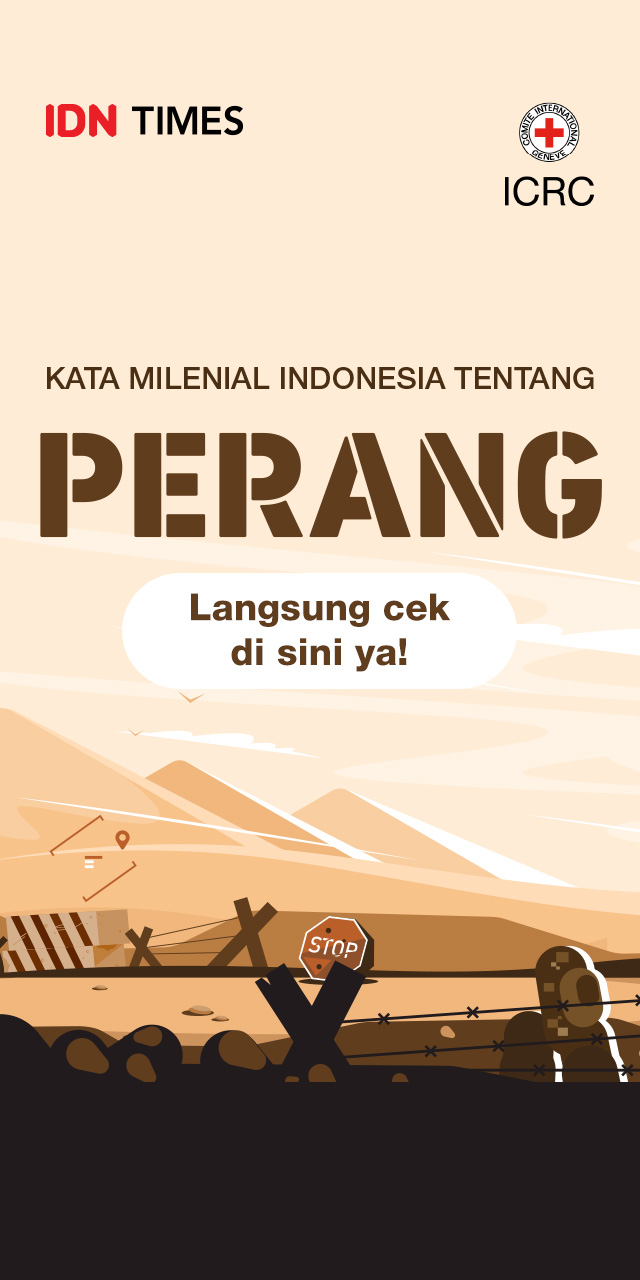 IDN TIMES
COMITE INTERNATIONAL
GENEVE
ICRC
KATA MILENIAL INDONESIA TENTANG
PERANG
Langsung cek
di sini ya!
STOP